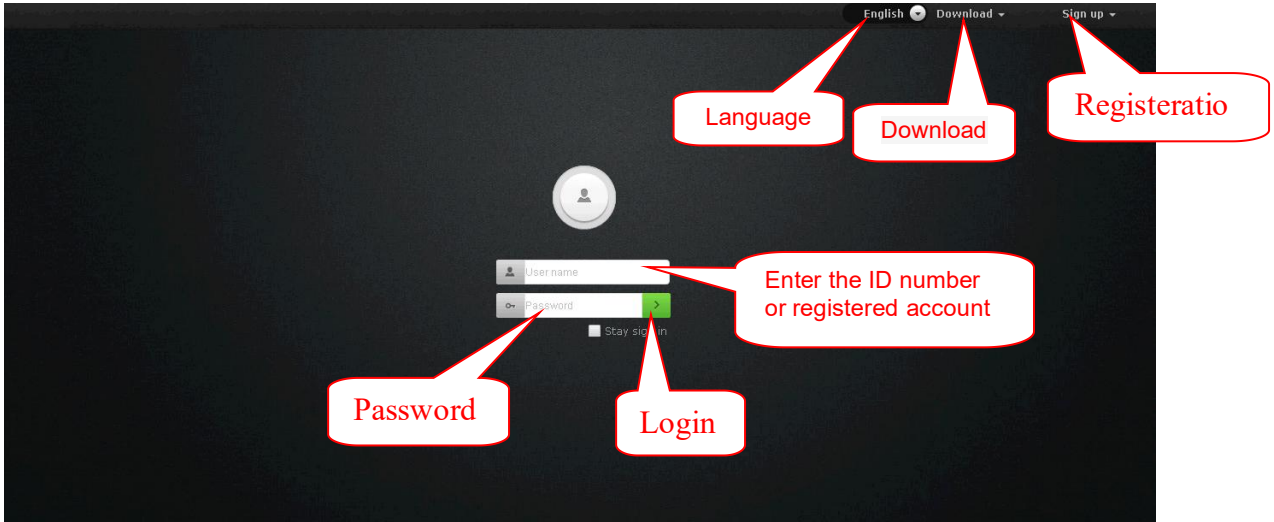 English Download Sign up
Language
Download
Registeratio
User name
Enter the ID number
or registered account
Password
Stay sign in
Password
Login